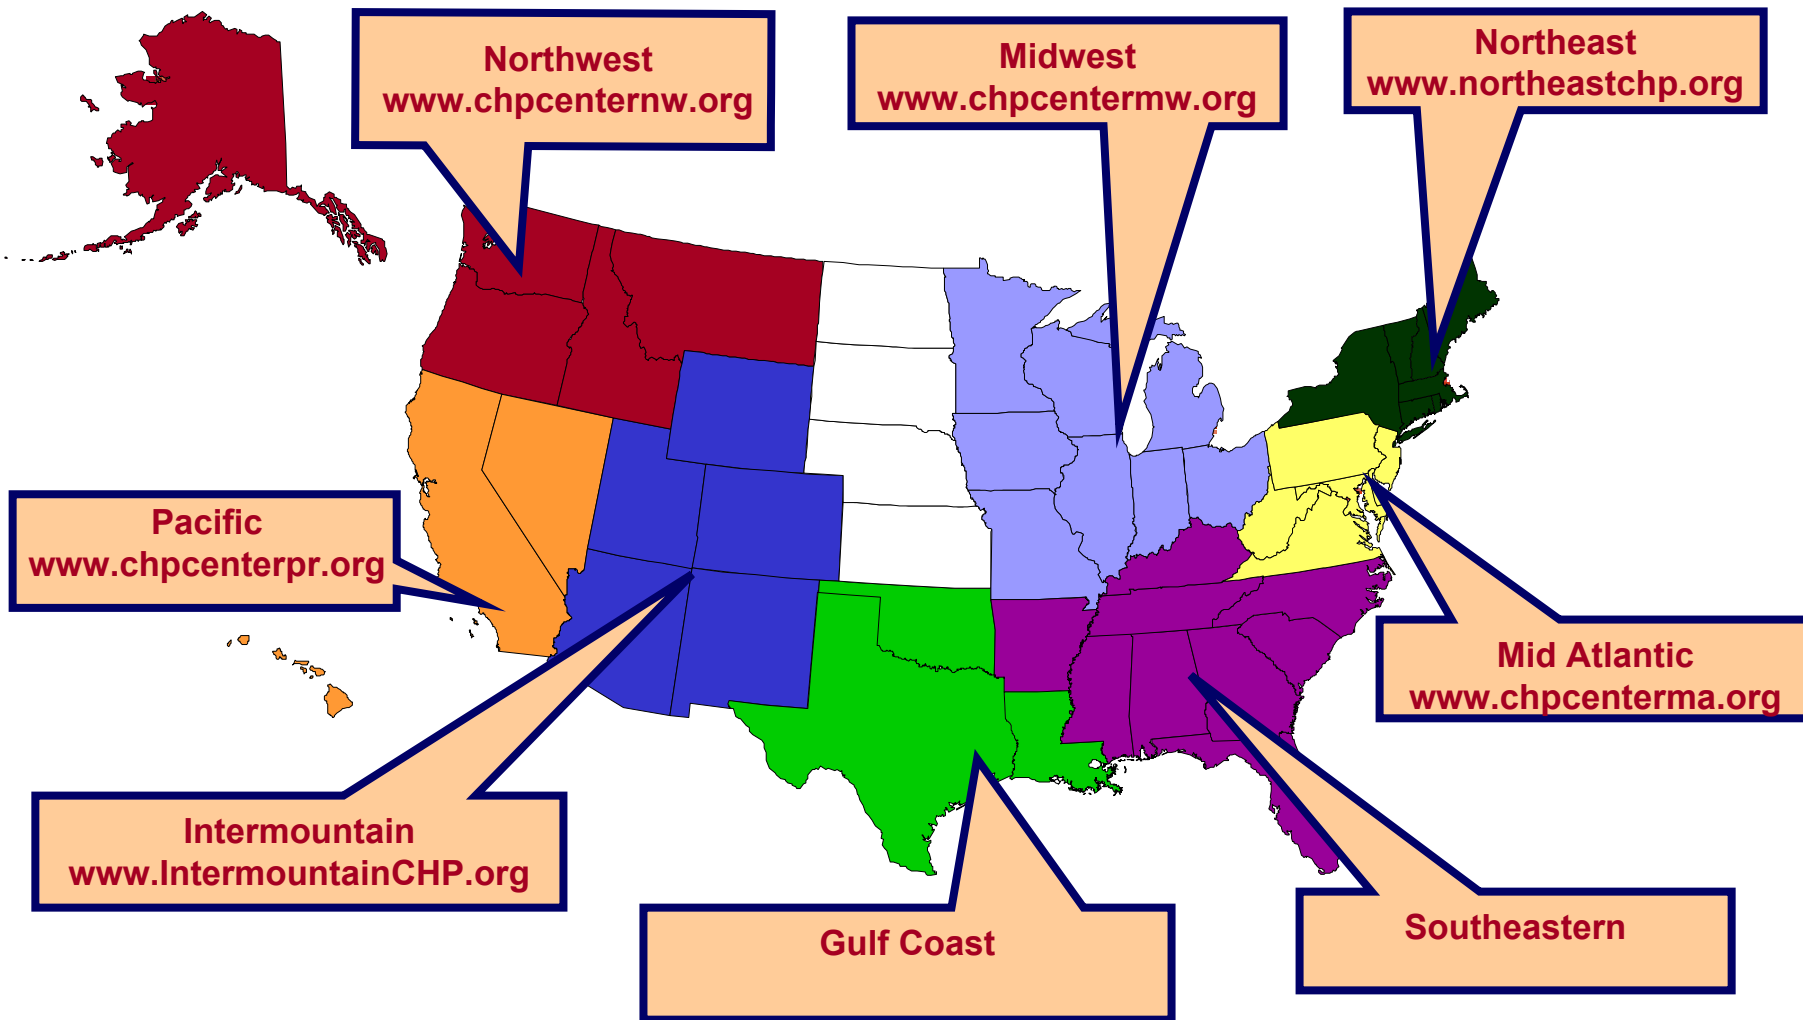 Northwest
www.chpcenternw.org
Midwest
www.chpcentermw.org
Northeast
www.northeastchp.org
Pacific
www.chpcenterpr.org
Mid Atlantic
www.chpcenterma.org
Intermountain
www.IntermountainCHP.org
Gulf Coast
Southeastern